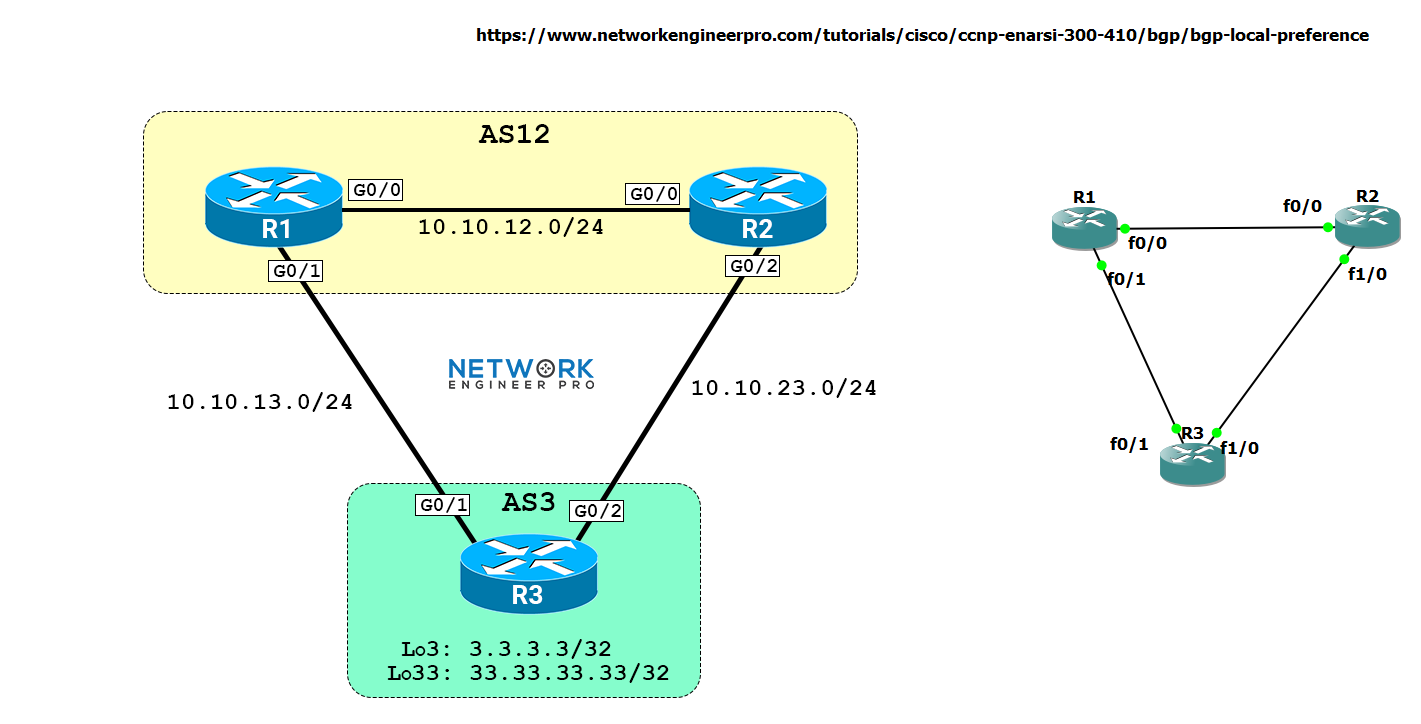 https://www.networkengineerpro.com/tutorials/cisco/ccnp-enarsi-300-410/bgp/bgp-local-preference
AS12
G0/0
G0/0
R1
10.10.12.0/24
R2
G0/1
G0/2
NETWORK
ENGINEER PRO
10.10.13.0/24
10.10.23.0/24
G0/1
AS3
G0/2
R3
Lo3: 3.3.3.3/32
Lo33: 33.33.33.33/32
R1
R2
f0/0
f0/0
f0/1
f1/0
R3
f0/1
f1/0